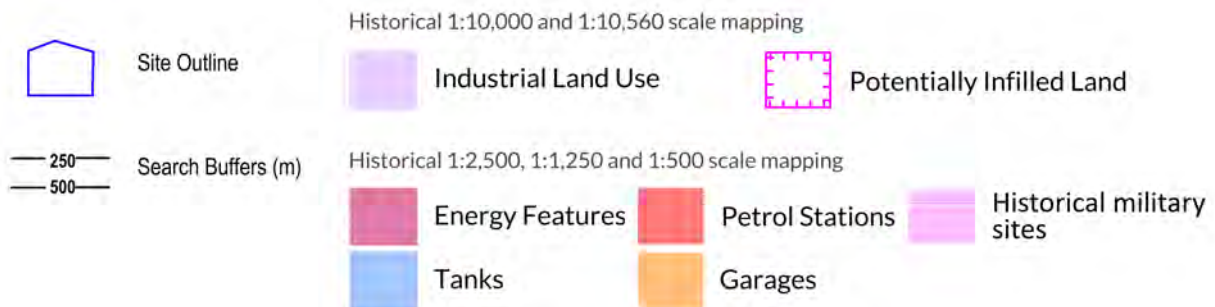 Historical 1:10,000 and 1:10,560 scale mapping
Site Outline
Industrial Land Use
Potentially Infilled Land
250
500
Search Buffers (m)
Historical 1:2,500, 1:1,250 and 1:500 scale mapping
Energy Features
Petrol Stations
Historical military
sites
Tanks
Garages